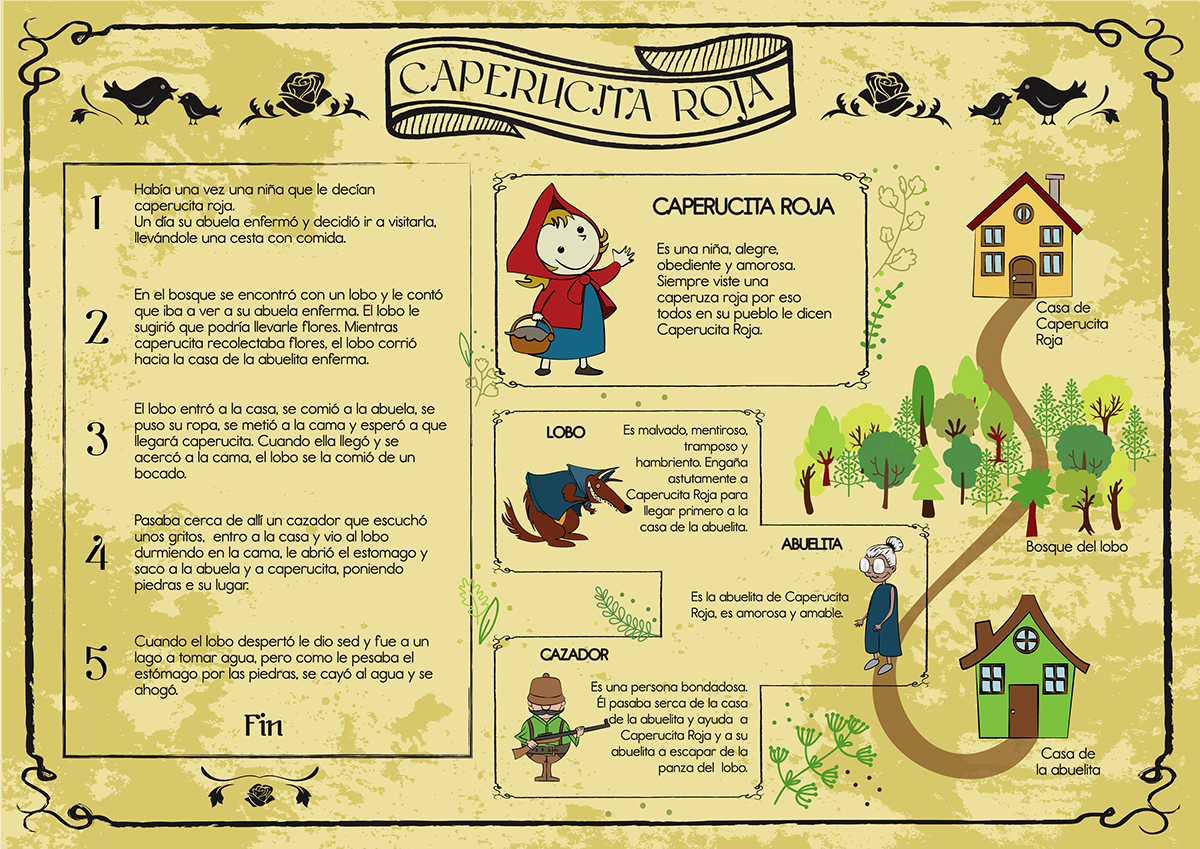 CAPERUCITA ROJA
1
Había una vez una niña que le decían
caperucita roja.
Un día su abuela enfermó y decidió ir a visitarla,
llevándole una cesta con comida.
2
En el bosque se encontró con un lobo y le contó
que iba a ver a su abuela enferma. El lobo le
sugirió que podría llevarle flores. Mientras
caperucita recolectaba flores, el lobo corrió
hacia la casa de la abuelita enferma.
3
El lobo entró a la casa, se comió a la abuela, se
puso su ropa, se metió a la cama y esperó a que
llegará caperucita. Cuando ella llegó y se
acercó a la cama, el lobo se la comió de un
bocado.
4
Pasaba cerca de allí un cazador que escuchó
unos gritos, entro a la casa y vio al lobo
durmiendo en la cama, le abrió el estomago y
saco a la abuela y a caperucita, poniendo
piedras e su lugar.
5
Cuando el lobo despertó le dio sed y fue a un
lago a tomar agua, pero como le pesaba el
estómago por las piedras, se cayó al agua y se
ahogó.
Fin
CAPERUCITA ROJA
Es una niña, alegre,
obediente y amorosa.
Siempre viste una
caperuza roja por eso
todos en su pueblo le dicen
Caperucita Roja.
LOBO
Es malvado, mentiroso,
tramposo y
hambriento. Engaña
astutamente a
Caperucita Roja para
llegar primero a la
casa de la abuelita.
ABUELITA
Es la abuelita de Caperucita
Roja, es amorosa y amable.
CAZADOR
Es una persona bondadosa.
Él pasaba serca de la casa
de la abuelita y ayuda a
Caperucita Roja y a su
abuelita a escapar de la
panza del lobo.
Casa de
Caperucita
Roja
Bosque del lobo
Casa de
la abuelita